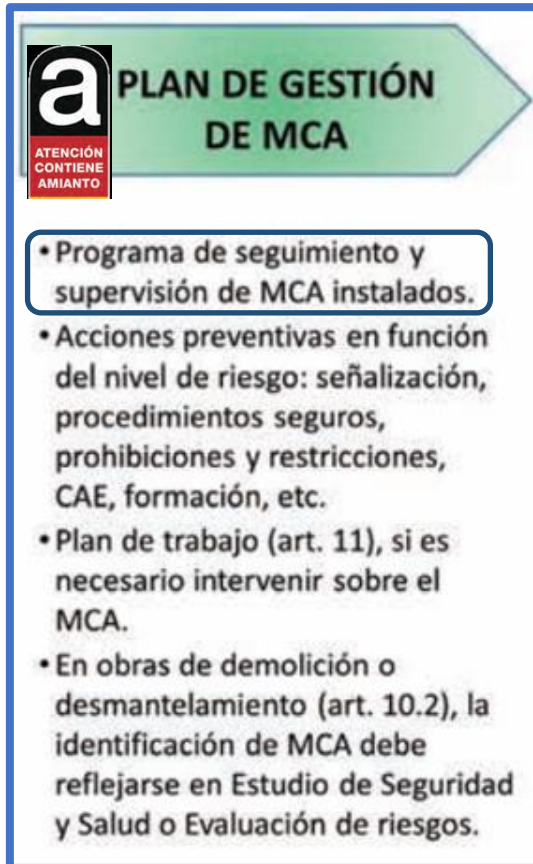 PLAN DE GESTIÓN
DE MCA
a
ATENCIÓN
CONTIENE
AMIANTO
• Programa de seguimiento y
supervisión de MCA instalados.
• Acciones preventivas en función
del nivel de riesgo: señalización,
procedimientos seguros,
prohibiciones y restricciones,
CAE, formación, etc.
• Plan de trabajo (art. 11), si es
necesario intervenir sobre el
MCA.
• En obras de demolición o
desmantelamiento (art. 10.2), la
identificación de MCA debe
reflejarse en Estudio de Seguridad
y Salud o Evaluación de riesgos.